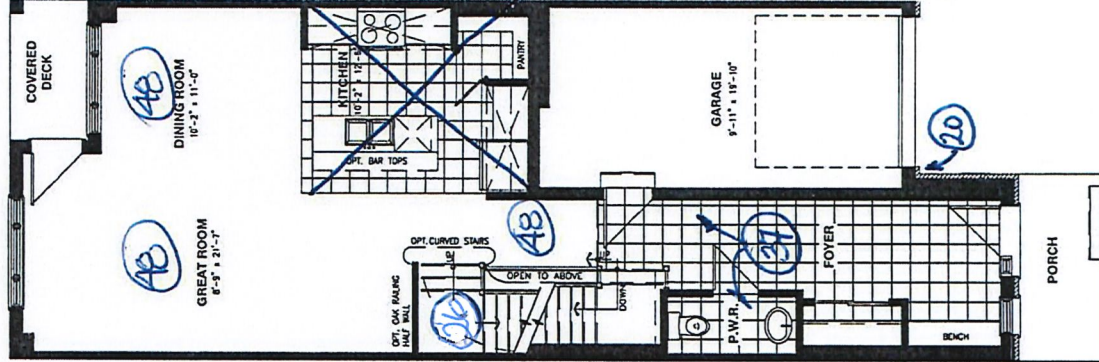 COVERED
DECK
DINING ROOM
10'-2" x 11'-0"
48
GREAT ROOM
8'-9" x 21'-7"
48
KITCHEN
10'-2" x 12'-8"
PANTRY
OPT. BAR TOPS
48
OPT. CURVED STAIRS
UP
OPEN TO ABOVE
OPT. OAK RAILING
HALF WALL
26
DOWN
P.W.R.
GARAGE
9'-11" x 19'-10"
20
37
FOYER
BENCH
PORCH